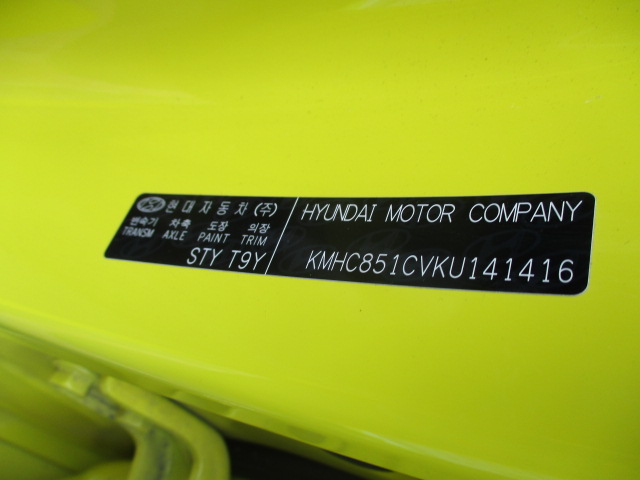 현대자동차(주)
변속기 차축 도장 의장
TRANSM AXLE PAINT TRIM
STY T9Y
HYUNDAI MOTOR COMPANY
KMHC851CVKU141416